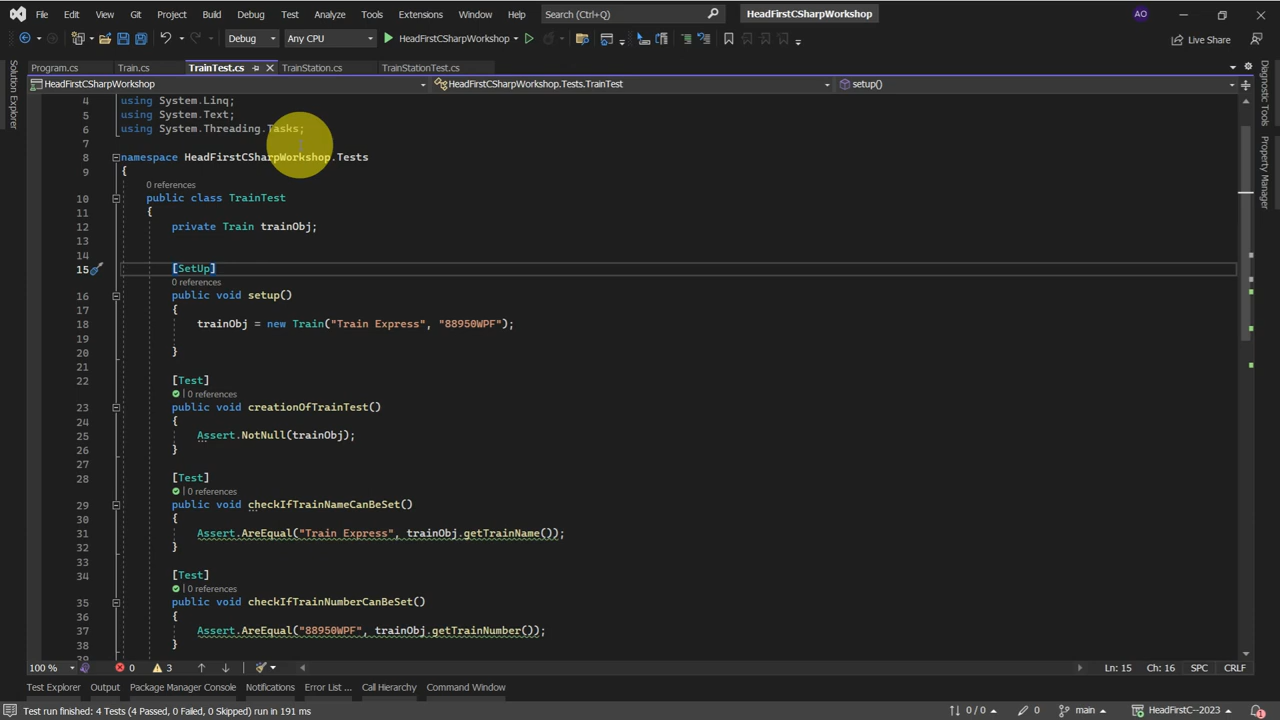 File Edit View Git Project Build Debug Test Analyze Tools Extensions Window Help Search (Ctrl+Q) HeadFirstCSharpWorkshop AO
Debug Any CPU HeadFirstCSharpWorkshop Live Share
Program.cs Train.cs TrainTest.cs TrainStation.cs TrainStationTest.cs
HeadFirstCSharpWorkshop HeadFirstCSharpWorkshop.Tests.TrainTest setup()
Solution Explorer
Diagnostic Tools
Property Manager
4 using System.Linq;
5 using System.Text;
6 using System.Threading.Tasks;
7
8 namespace HeadFirstCSharpWorkshop.Tests
9 {
0 references
10 public class TrainTest
11 {
12 private Train trainObj;
13
14
15 [SetUp]
0 references
16 public void setup()
17 {
18 trainObj = new Train("Train Express", "88950WPF");
19
20 }
21
22 [Test]
0 references
23 public void creationOfTrainTest()
24 {
25 Assert.NotNull(trainObj);
26 }
27
28 [Test]
0 references
29 public void checkIfTrainNameCanBeSet()
30 {
31 Assert.AreEqual("Train Express", trainObj.getTrainName());
32 }
33
34 [Test]
0 references
35 public void checkIfTrainNumberCanBeSet()
36 {
37 Assert.AreEqual("88950WPF", trainObj.getTrainNumber());
38 }
39
100 % 0 3 Ln: 15 Ch: 16 SPC CRLF
Test Explorer Output Package Manager Console Notifications Error List ... Call Hierarchy Command Window
Test run finished: 4 Tests (4 Passed, 0 Failed, 0 Skipped) run in 191 ms 0 / 0 0 main HeadFirstC--2023 1